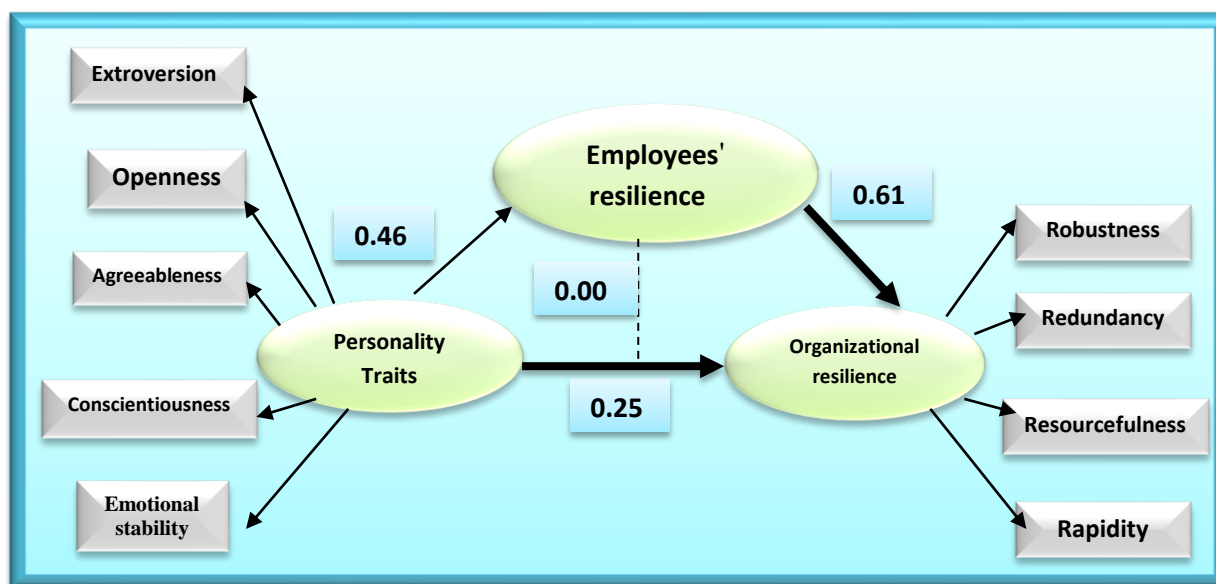 Extroversion
Openness
Agreeableness
Conscientiousness
Emotional
stability
0.46
Personality
Traits
Employees'
resilience
0.00
0.25
0.61
Organizational
resilience
Robustness
Redundancy
Resourcefulness
Rapidity